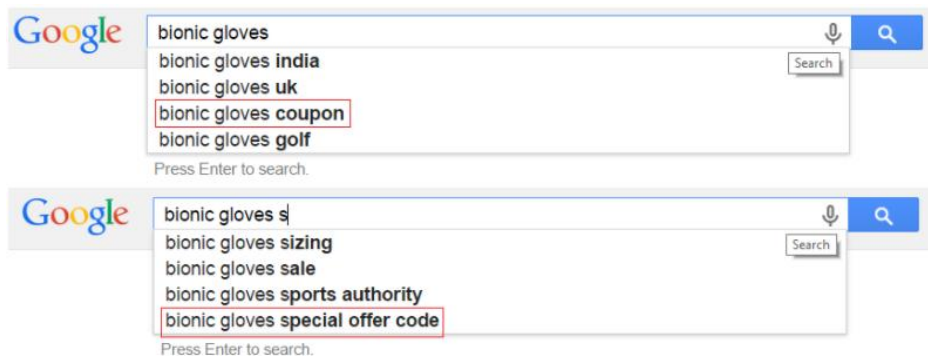 Google bionic gloves
bionic gloves india
Search
bionic gloves uk
bionic gloves coupon
bionic gloves golf
Press Enter to search.
Google bionic gloves s
bionic gloves sizing
Search
bionic gloves sale
bionic gloves sports authority
bionic gloves special offer code
Press Enter to search.